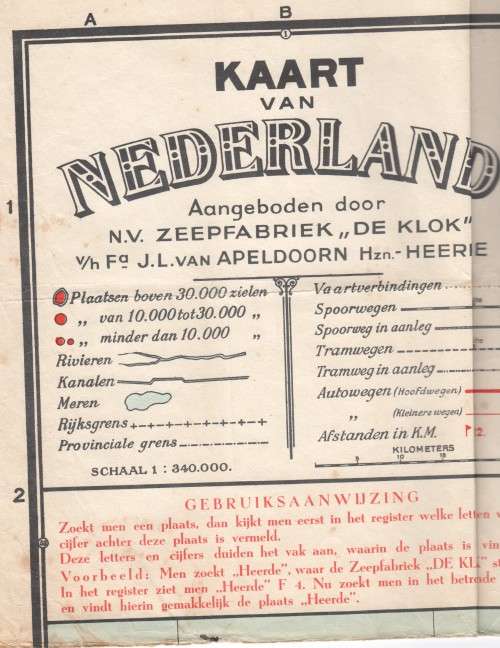 A B
1
KAART
VAN
NEDERLAND
Aangeboden door
N.V. ZEEPFABRIEK „DE KLOK"
v/h Fa J.L. VAN APELDOORN Hzn.- HEERDE
1
Plaatsen boven 30.000 zielen
„ van 10.000 tot 30.000 „
„ minder dan 10.000 „
Rivieren
Kanalen
Meren
Rijksgrens
Provinciale grens
SCHAAL 1 : 340.000.
Vaartverbindingen
Spoorwegen
Spoorweg in aanleg
Tramwegen
Tramweg in aanleg
Autowegen (Hoofdwegen)
„ (Kleinere wegen)
Afstanden in K.M. 12.
KILOMETERS
2
GEBRUIKSAANWIJZING
Zoekt men een plaats, dan kijkt men eerst in het register welke letter
cijfer achter deze plaats is vermeld.
Deze letters en cijfers duiden het vak aan, waarin de plaats is
Voorbeeld: Men zoekt „Heerde", waar de Zeepfabriek „DE KL
In het register ziet men „Heerde" F 4. Nu zoekt men in het betrede
en vindt hierin gemakkelijk de plaats „Heerde".